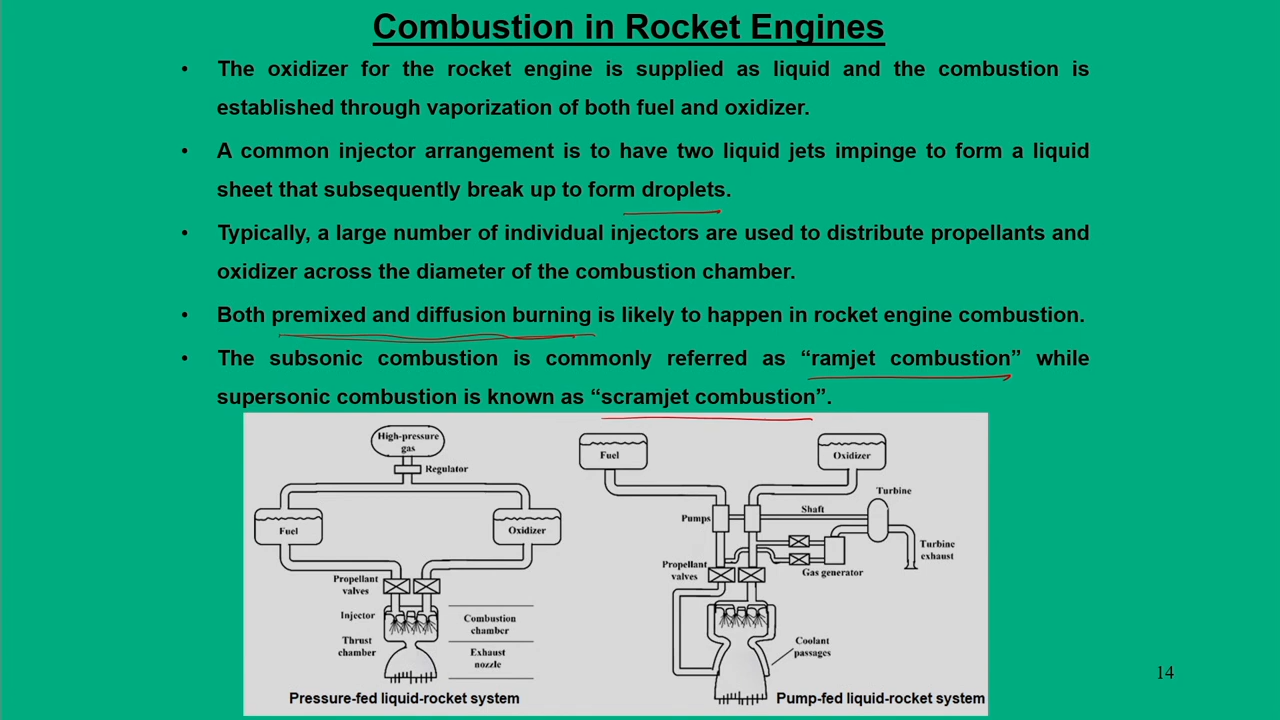 Combustion in Rocket Engines
• The oxidizer for the rocket engine is supplied as liquid and the combustion is
established through vaporization of both fuel and oxidizer.
• A common injector arrangement is to have two liquid jets impinge to form a liquid
sheet that subsequently break up to form droplets.
• Typically, a large number of individual injectors are used to distribute propellants and
oxidizer across the diameter of the combustion chamber.
• Both premixed and diffusion burning is likely to happen in rocket engine combustion.
• The subsonic combustion is commonly referred as “ramjet combustion” while
supersonic combustion is known as “scramjet combustion”.
High-pressure
gas
Regulator
Fuel
Oxidizer
Propellant
valves
Injector
Thrust
chamber
Combustion
chamber
Exhaust
nozzle
Pressure-fed liquid-rocket system
Fuel
Oxidizer
Turbine
Shaft
Pumps
Turbine
exhaust
Propellant
valves
Gas generator
Coolant
passages
Pump-fed liquid-rocket system
14